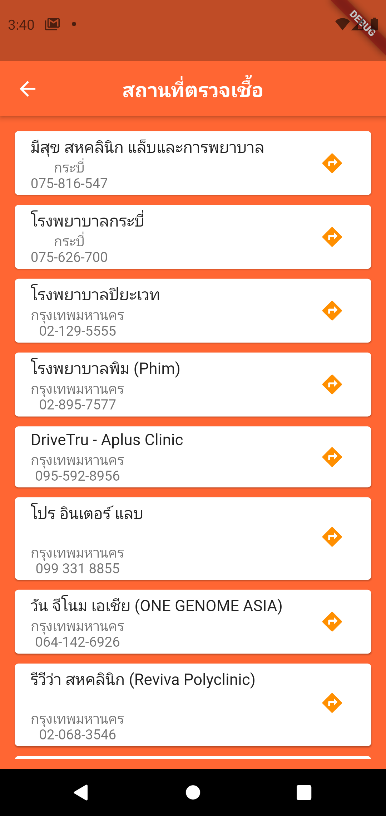 3:40
DEBUG
สถานที่ตรวจเชื้อ
มีสุข สหคลินิก แล็บและการพยาบาล
กระบี่
075-816-547
โรงพยาบาลกระบี่
กระบี่
075-626-700
โรงพยาบาลปิยะเวท
กรุงเทพมหานคร
02-129-5555
โรงพยาบาลพิม (Phim)
กรุงเทพมหานคร
02-895-7577
DriveTru - Aplus Clinic
กรุงเทพมหานคร
095-592-8956
โปร อินเตอร์ แลบ
กรุงเทพมหานคร
099 331 8855
วัน จีโนม เอเชีย (ONE GENOME ASIA)
กรุงเทพมหานคร
064-142-6926
รีวีว่า สหคลินิก (Reviva Polyclinic)
กรุงเทพมหานคร
02-068-3546